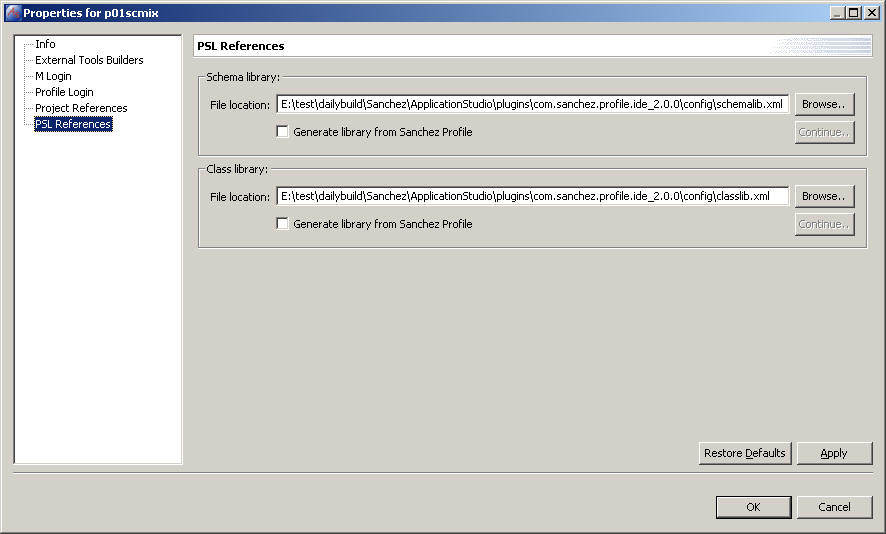 Properties for p01scmix
Info
External Tools Builders
M Login
Profile Login
Project References
PSL References
PSL References
Schema library:
File location: E:\test\dailybuild\Sanchez\ApplicationStudio\plugins\com.sanchez.profile.ide_2.0.0\config\schemalib.xml Browse..
Generate library from Sanchez Profile Continue..
Class library:
File location: E:\test\dailybuild\Sanchez\ApplicationStudio\plugins\com.sanchez.profile.ide_2.0.0\config\classlib.xml Browse..
Generate library from Sanchez Profile Continue..
Restore Defaults Apply
OK Cancel